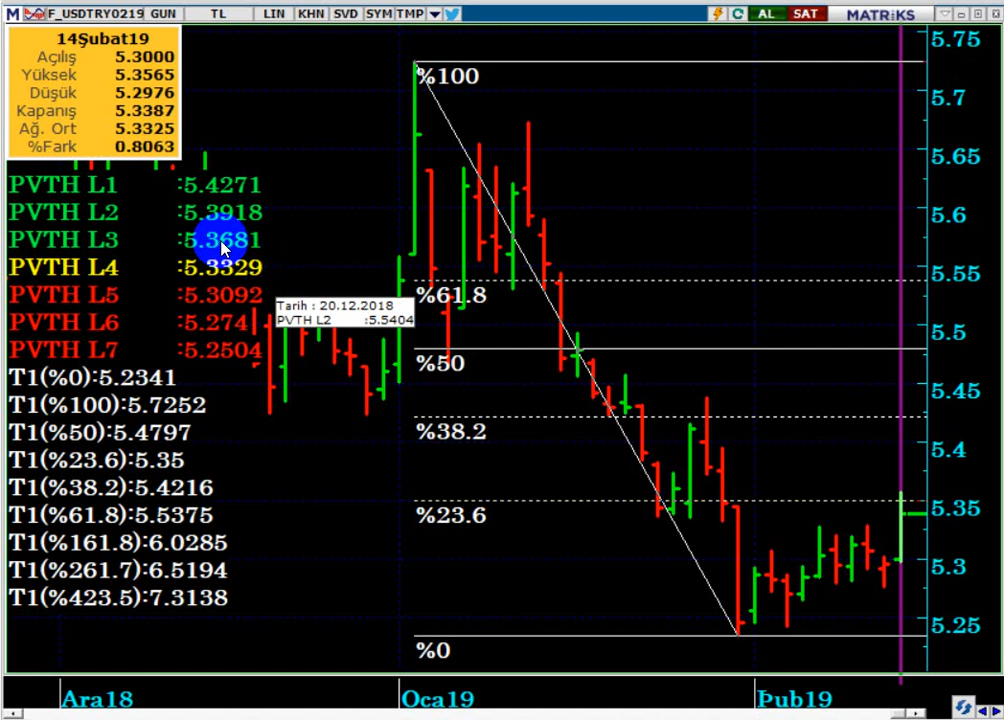 M F_USDTRY0219 GUN TL LIN KHN SVD SYM TMP C AL SAT MATRiKS
14Şubat19
Açılış 5.3000
Yüksek 5.3565
Düşük 5.2976
Kapanış 5.3387
Ağ. Ort 5.3325
%Fark 0.8063
PVTH L1 :5.4271
PVTH L2 :5.3918
PVTH L3 :5.3681
PVTH L4 :5.3329
PVTH L5 :5.3092
PVTH L6 :5.274
PVTH L7 :5.2504
T1(%0):5.2341
T1(%100):5.7252
T1(%50):5.4797
T1(%23.6):5.35
T1(%38.2):5.4216
T1(%61.8):5.5375
T1(%161.8):6.0285
T1(%261.7):6.5194
T1(%423.5):7.3138
Tarih : 20.12.2018
PVTH L2 :5.5404
%100
%61.8
%50
%38.2
%23.6
%0
5.75
5.7
5.65
5.6
5.55
5.5
5.45
5.4
5.35
5.3
5.25
Ara18 Oca19 Þub19